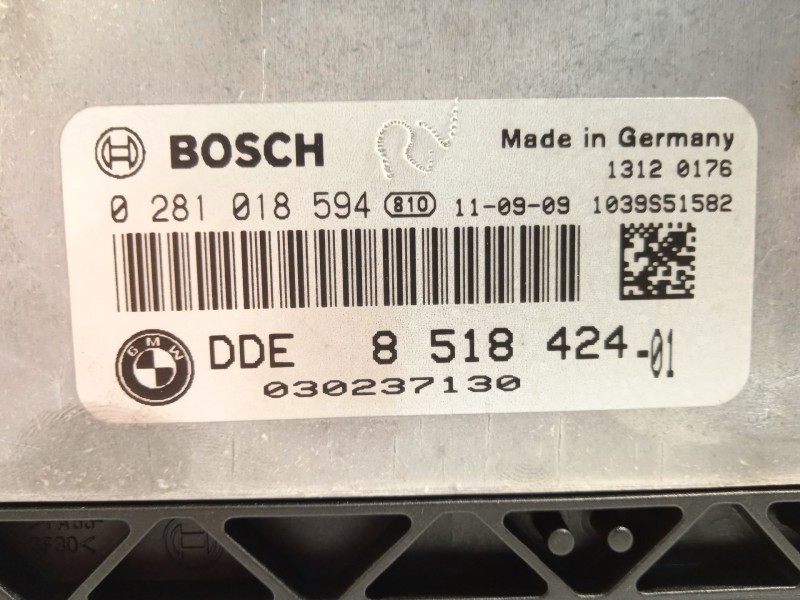 BOSCH
Made in Germany
1312 0176
0 281 018 594 810 11-09-09 1039S51582
BMW DDE 8 518 424-01
030237130